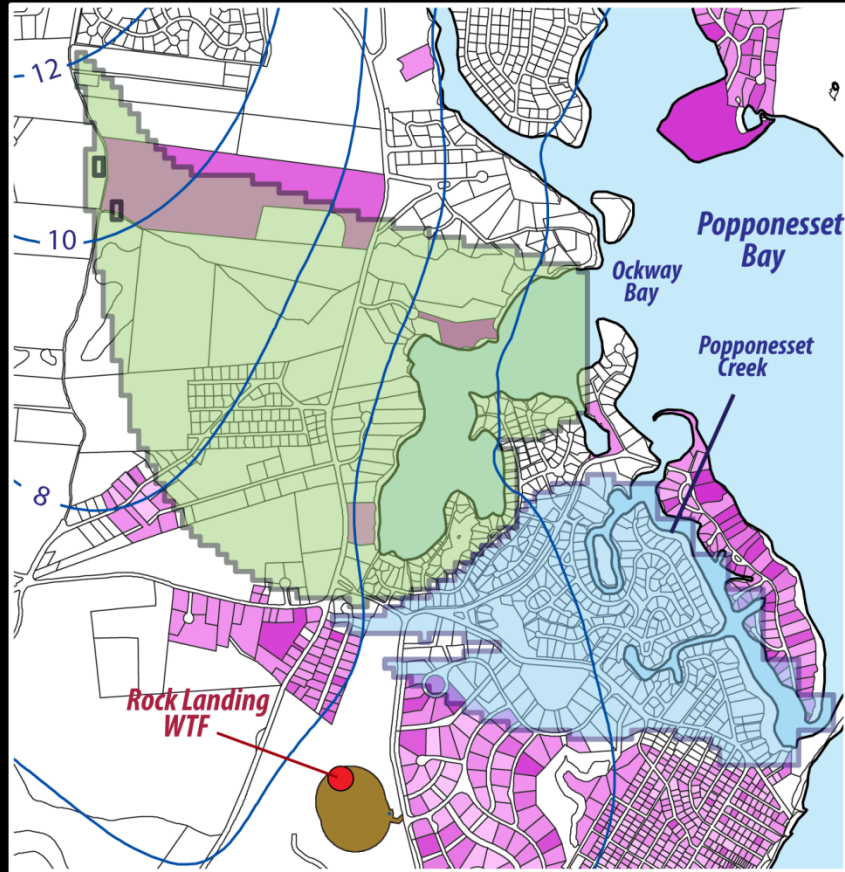 12
10
Popponesset
Bay
Ockway
Bay
Popponesset
Creek
8
Rock Landing
WTF